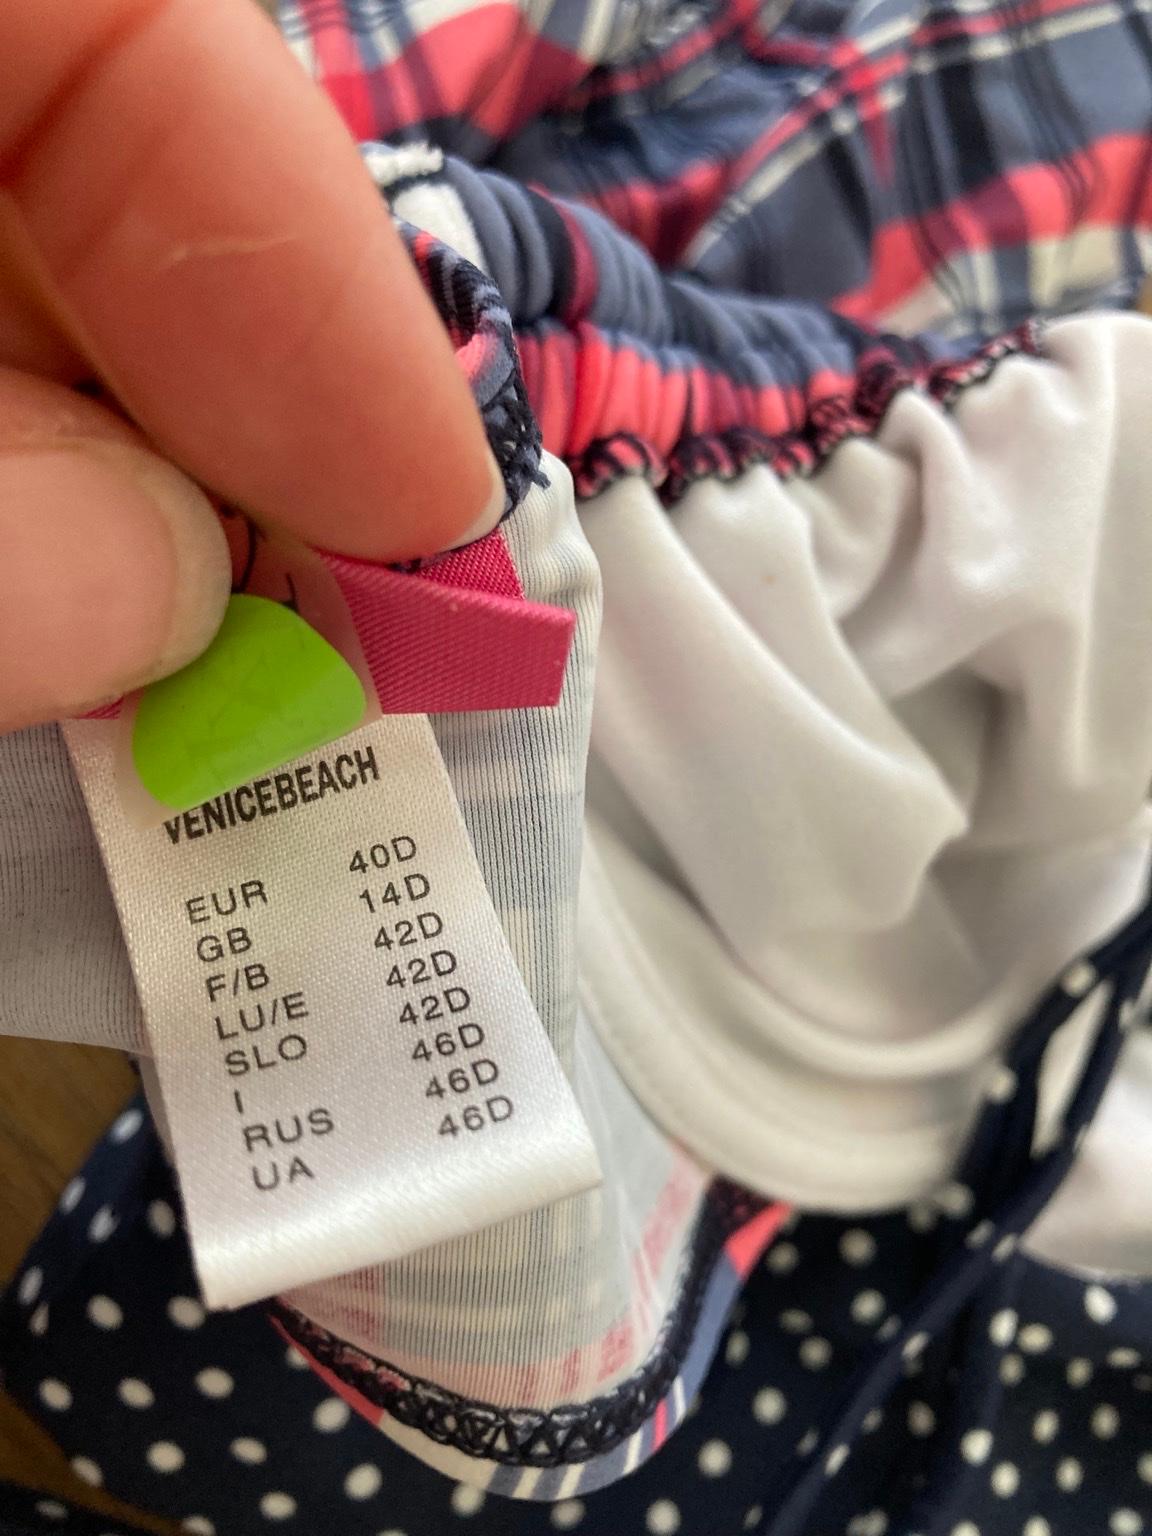 VENICEBEACH
EUR 40D
GB 14D
F/B 42D
LU/E 42D
SLO 42D
I 46D
RUS 46D
UA 46D